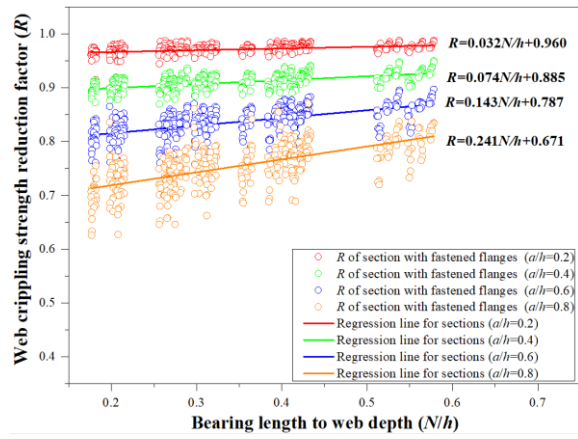 1.0
0.9
0.8
0.7
0.6
0.5
0.4
Web crippling strength reduction factor (R)
R=0.032N/h+0.960
R=0.074N/h+0.885
R=0.143N/h+0.787
R=0.241N/h+0.671
R of section with fastened flanges (a/h=0.2)
R of section with fastened flanges (a/h=0.4)
R of section with fastened flanges (a/h=0.6)
R of section with fastened flanges (a/h=0.8)
Regression line for sections (a/h=0.2)
Regression line for sections (a/h=0.4)
Regression line for sections (a/h=0.6)
Regression line for sections (a/h=0.8)
0.2 0.3 0.4 0.5 0.6 0.7
Bearing length to web depth (N/h)